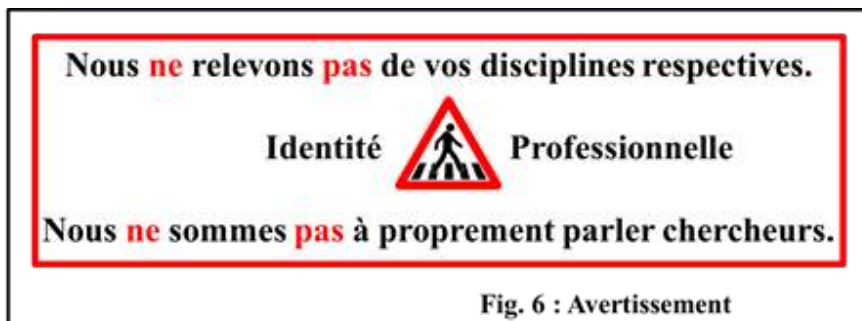 Nous ne relevons pas de vos disciplines respectives.
Identité Professionnelle
Nous ne sommes pas à proprement parler chercheurs.
Fig. 6 : Avertissement